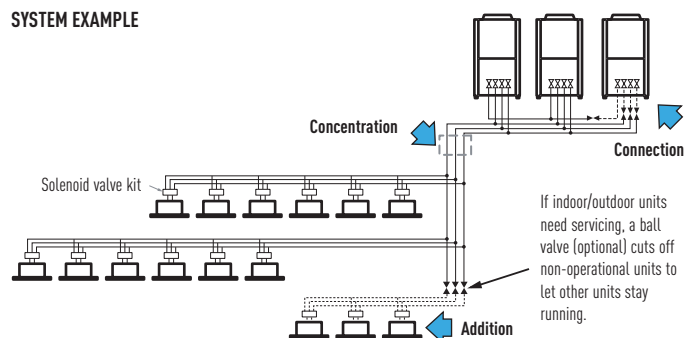 SYSTEM EXAMPLE
Concentration
Connection
Solenoid valve kit
If indoor/outdoor units
need servicing, a ball
valve (optional) cuts off
non-operational units to
let other units stay
running.
Addition